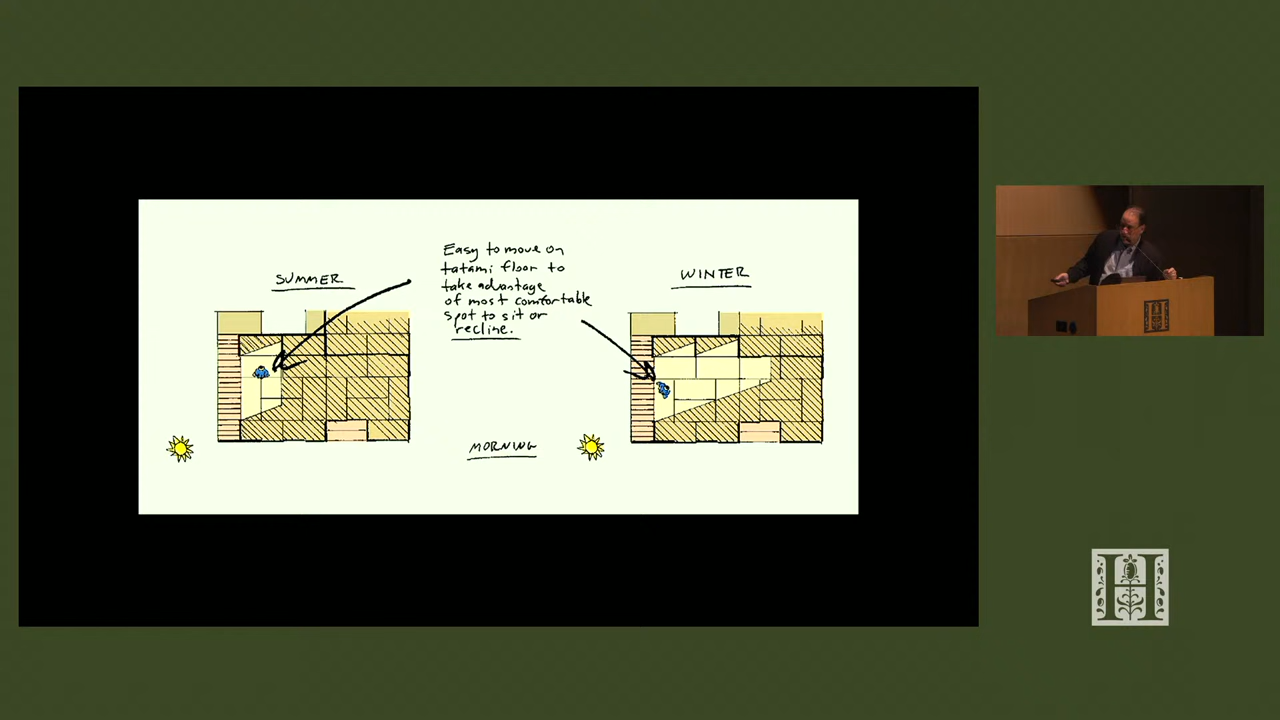 SUMMER
Easy to move on
tatami floor to
take advantage
of most comfortable
spot to sit or
recline.
WINTER
MORNING
H